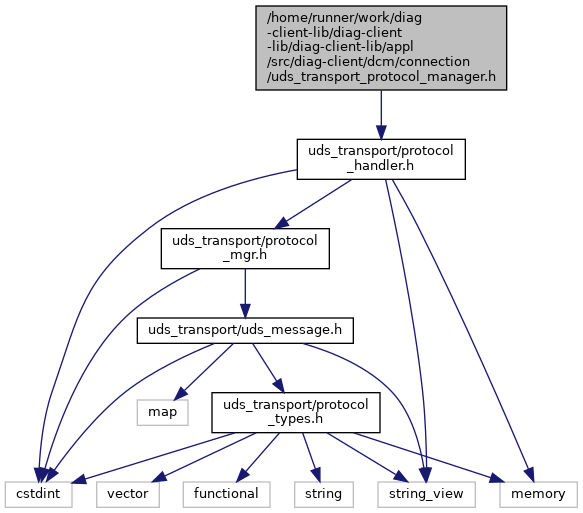 /home/runner/work/diag
-client-lib/diag-client
-lib/diag-client-lib/appl
/src/diag-client/dcm/connection
/uds_transport_protocol_manager.h
uds_transport/protocol
_handler.h
uds_transport/protocol
_mgr.h
uds_transport/uds_message.h
map
uds_transport/protocol
_types.h
cstdint
vector
functional
string
string_view
memory